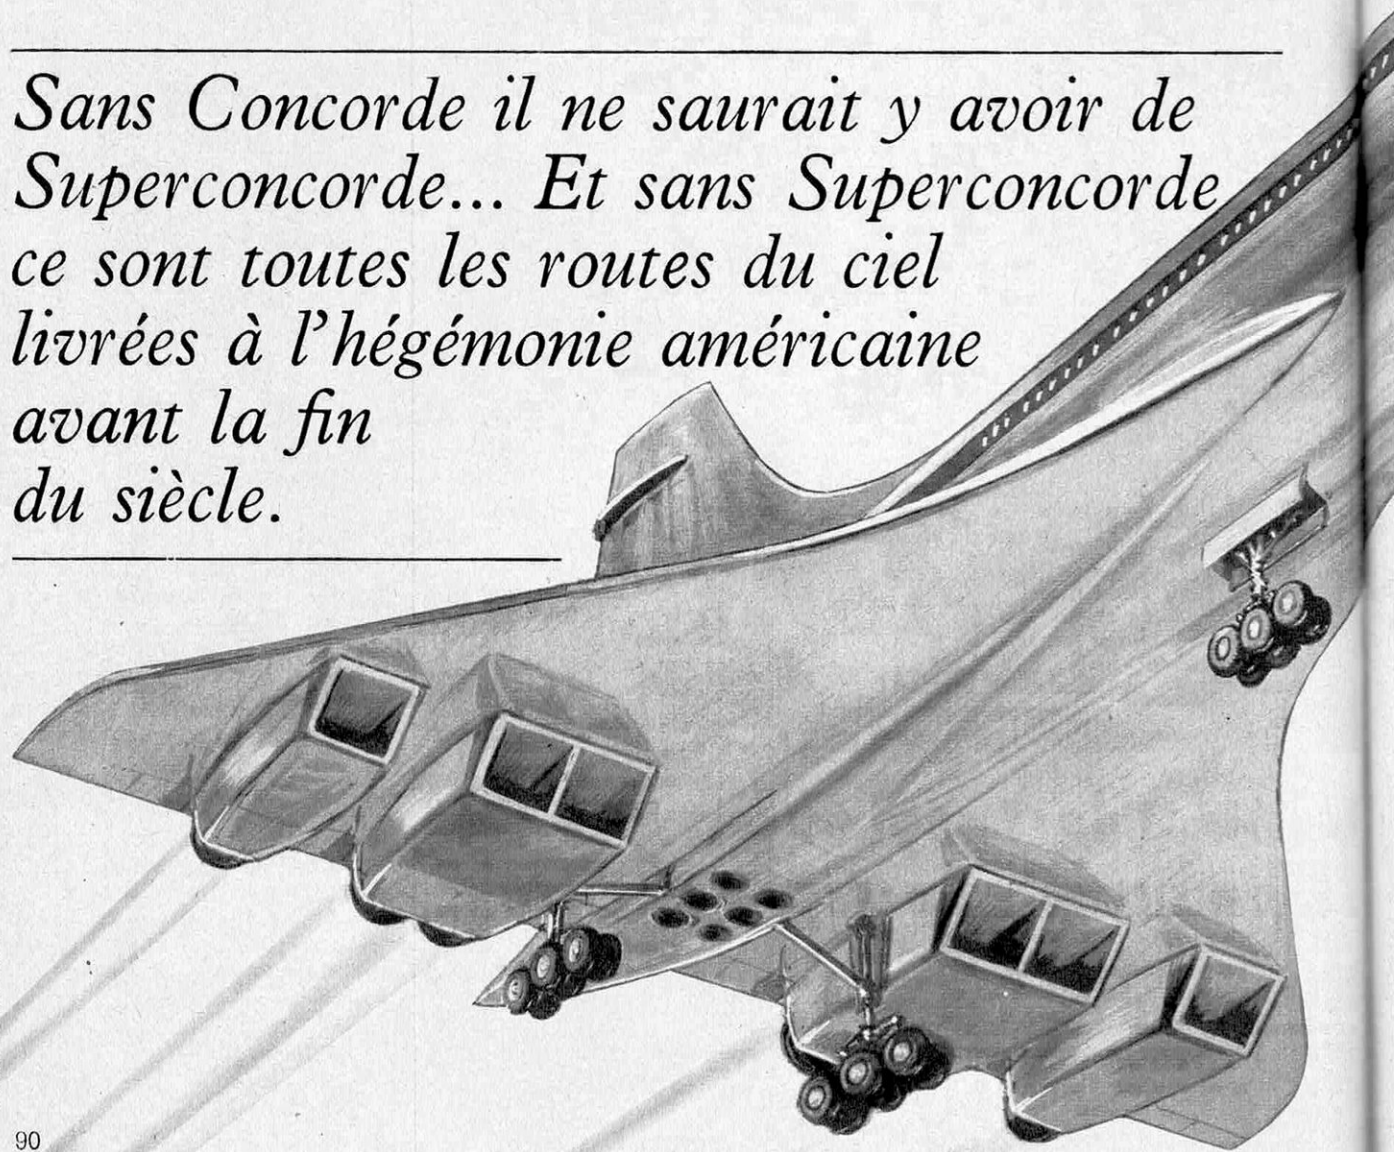 Sans Concorde il ne saurait y avoir de
Superconcorde... Et sans Superconcorde
ce sont toutes les routes du ciel
livrées à l'hégémonie américaine
avant la fin
du siècle.
90